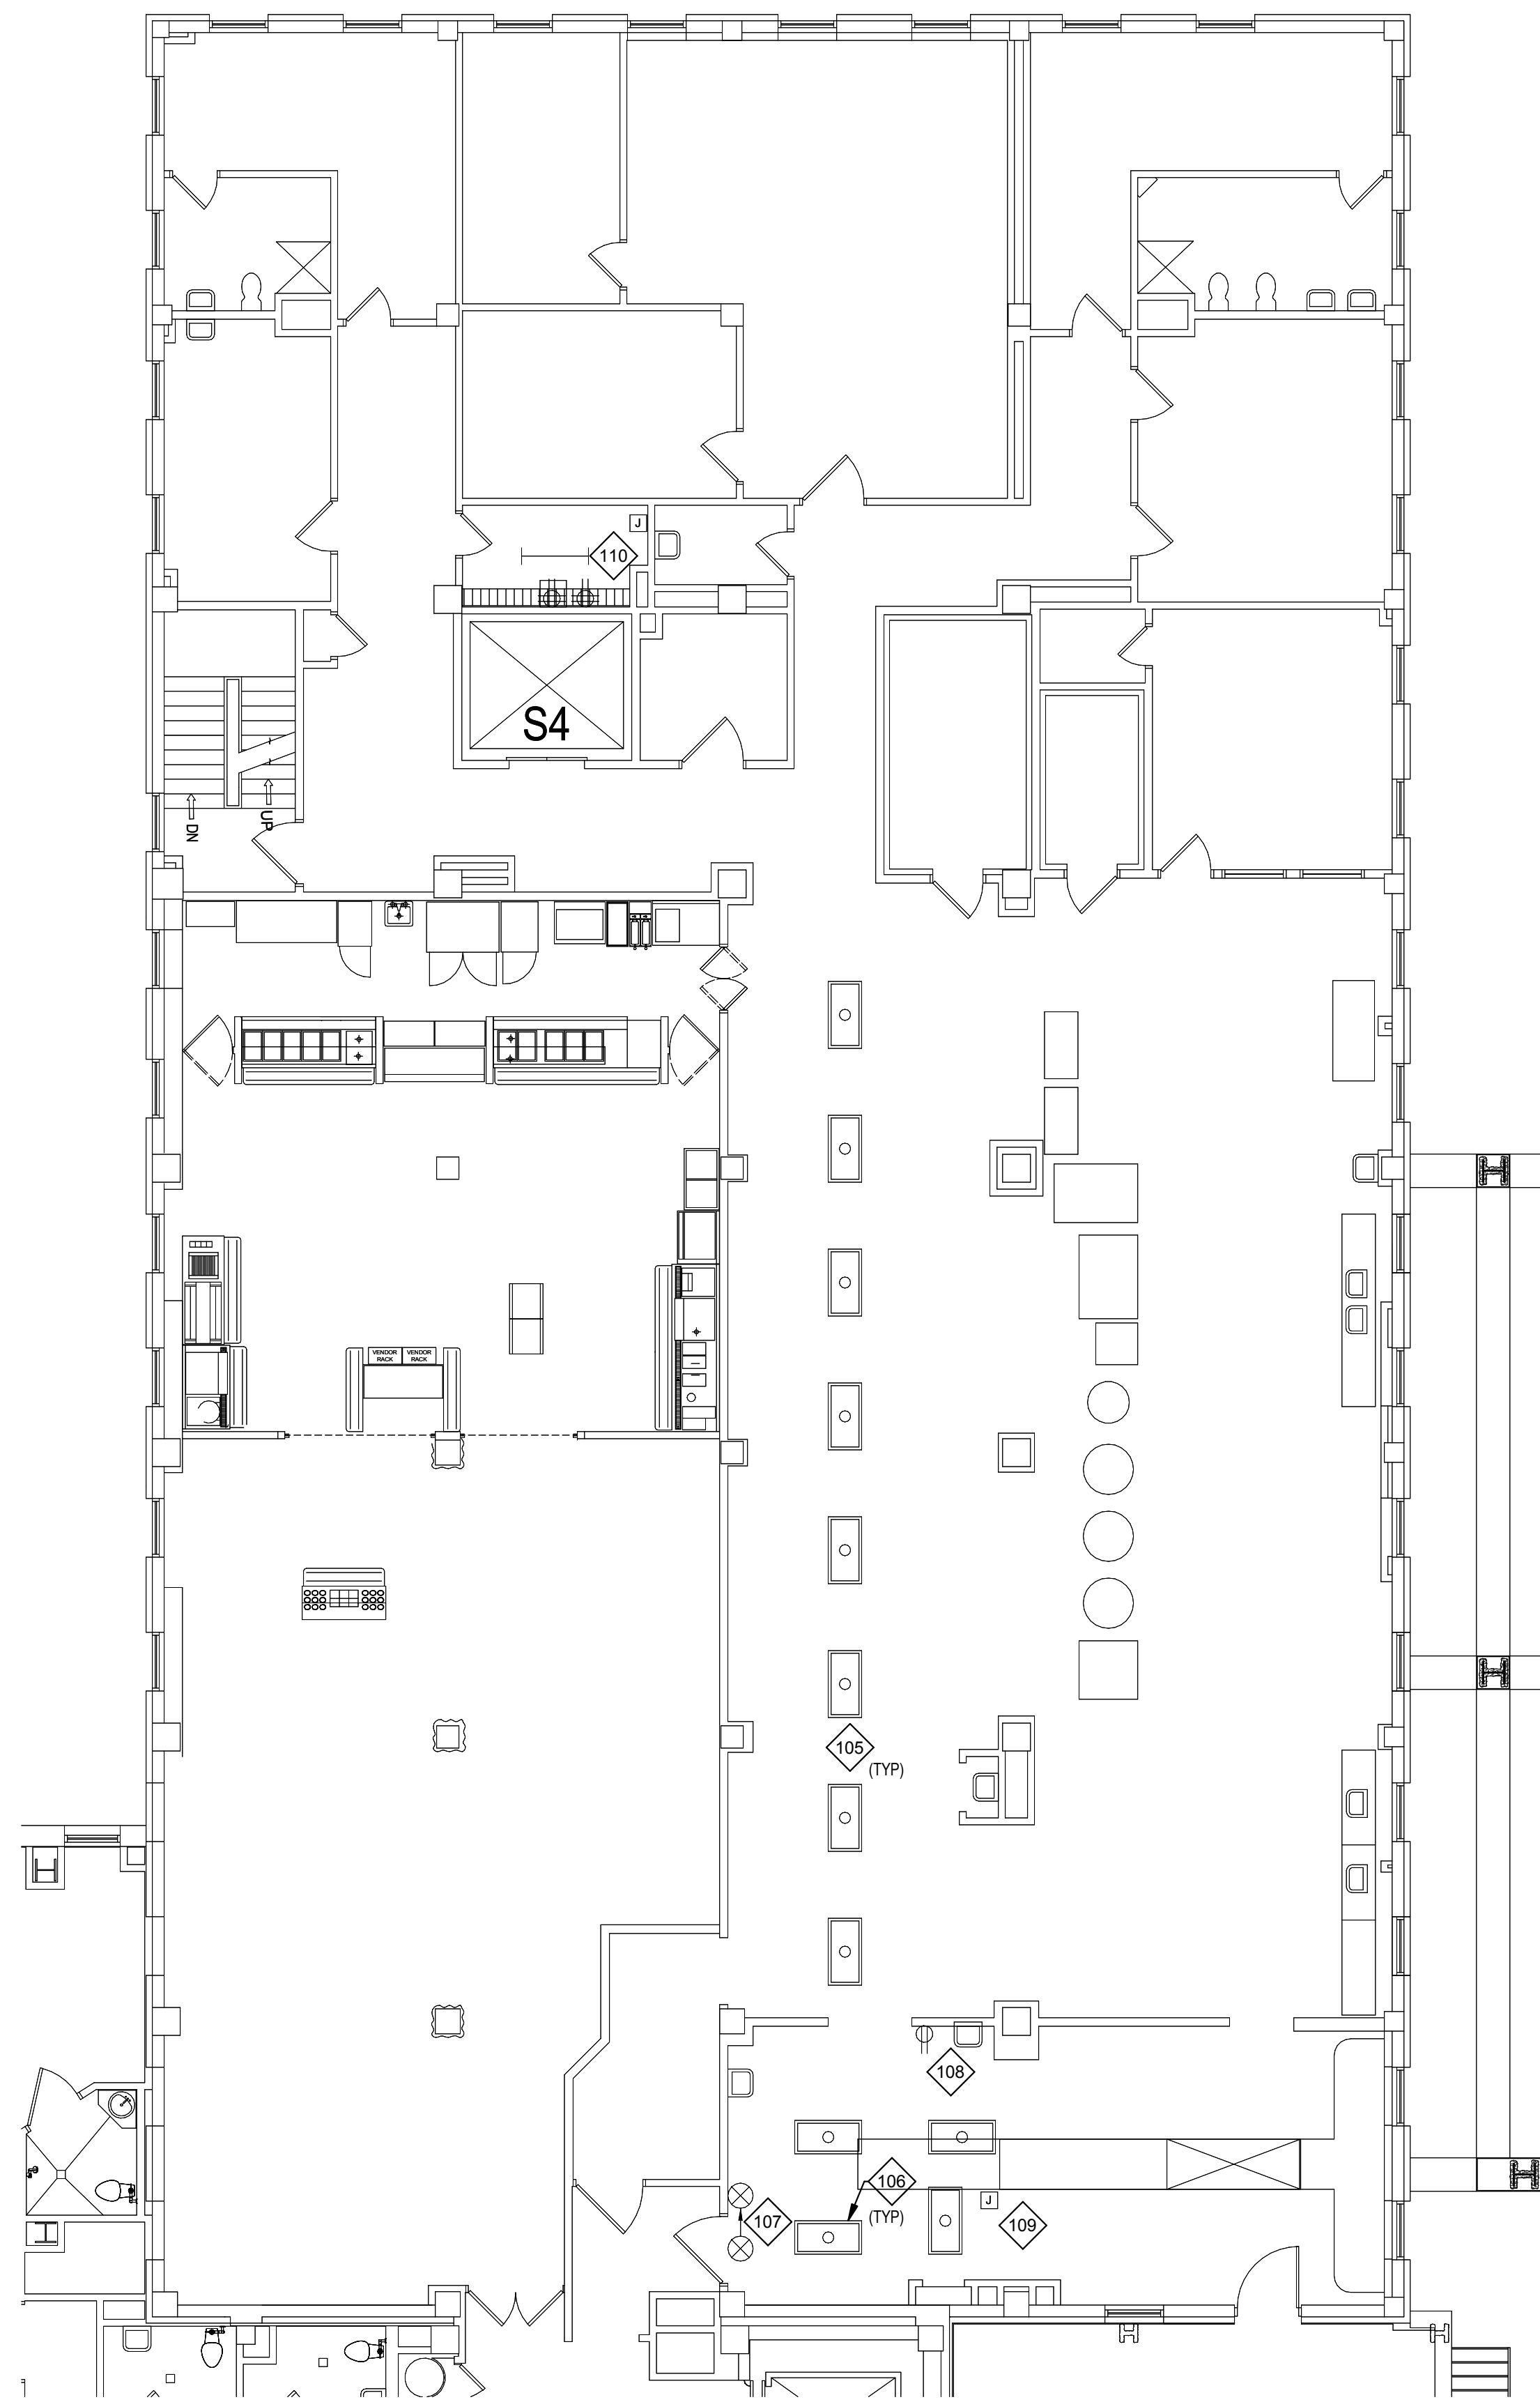 J
110
S4
UP
DN
VENDOR
RACK
VENDOR
RACK
105
(TYP)
108
106
(TYP)
107
J
109